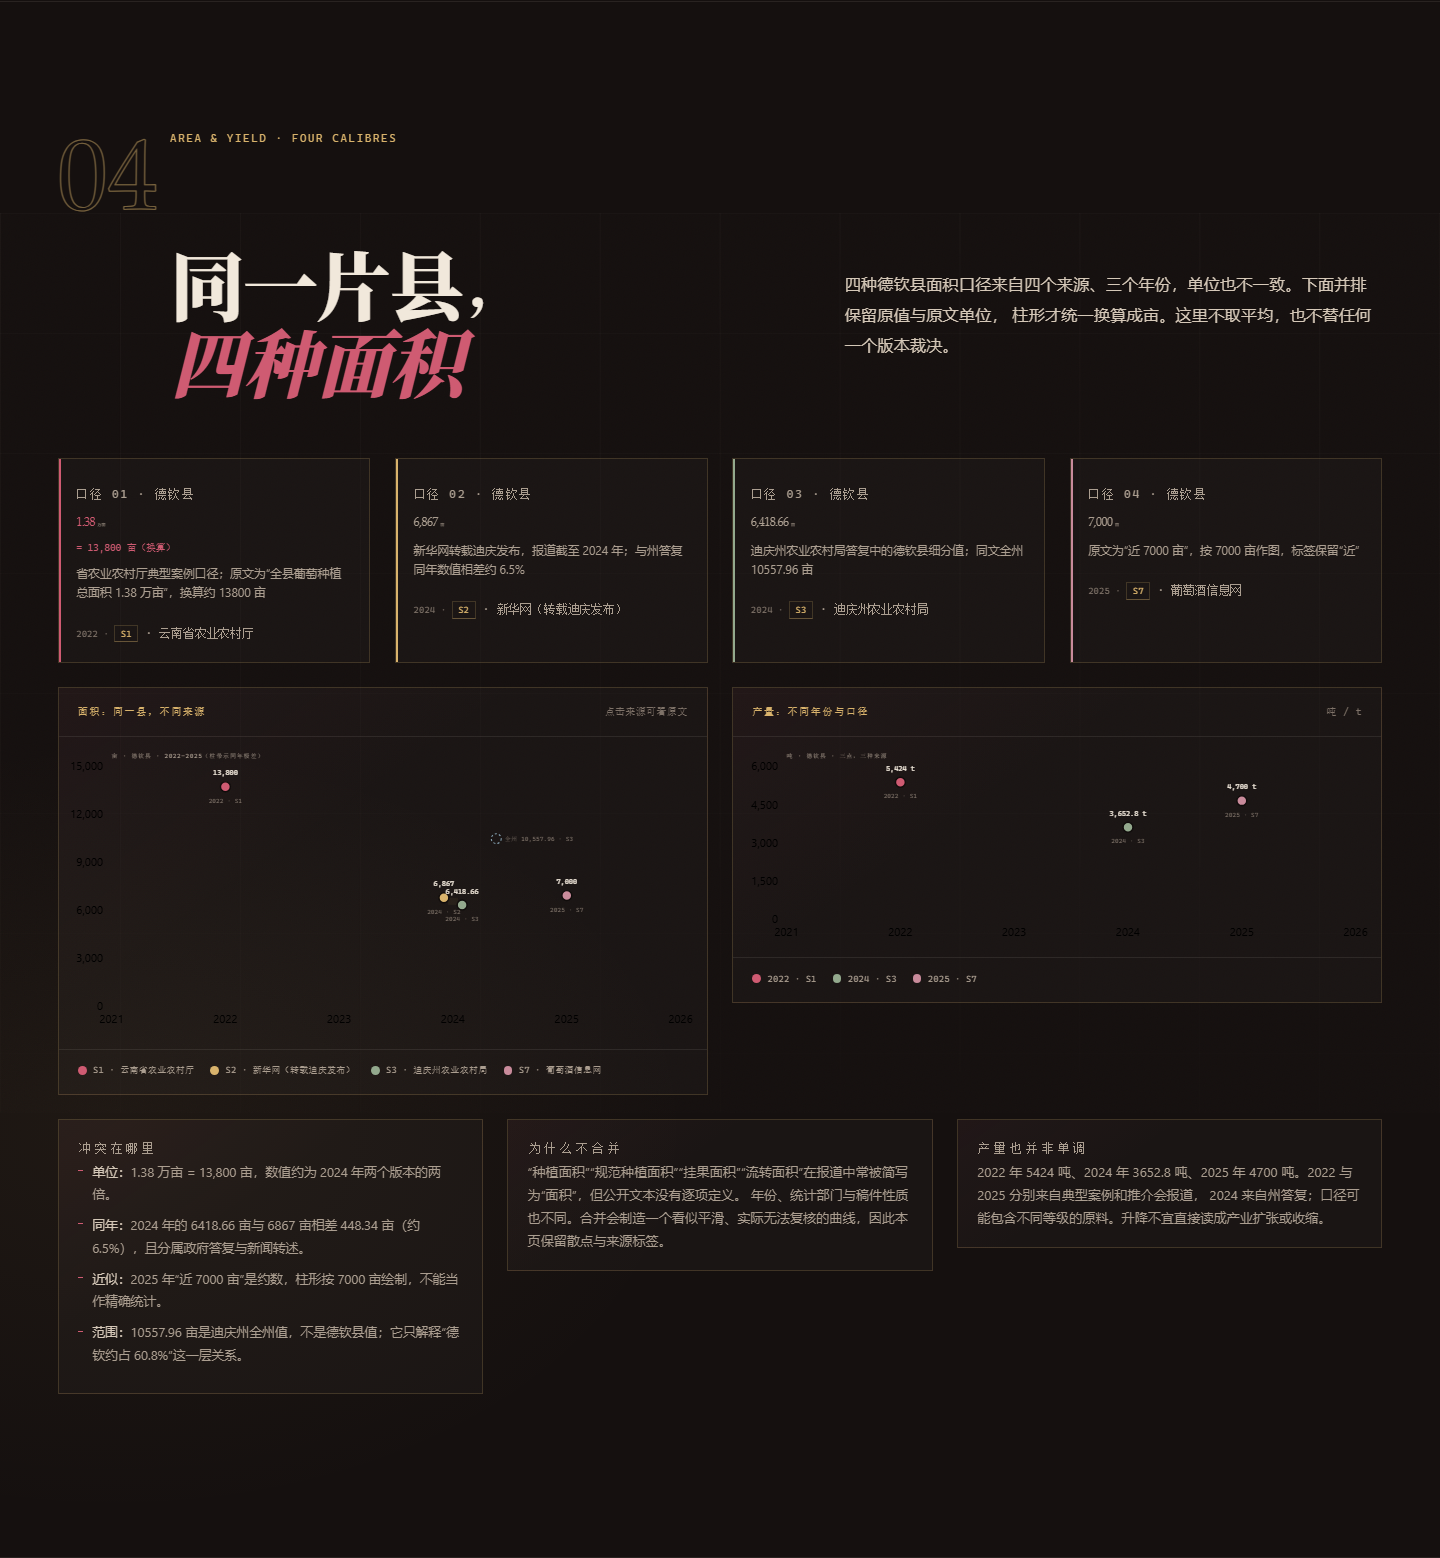 04
AREA & YIELD · FOUR CALIBRES
同一片县，
四种面积
四种德钦县面积口径来自四个来源、三个年份，单位也不一致。下面并排
保留原值与原文单位， 柱形才统一换算成亩。这里不取平均，也不替任何
一个版本裁决。
口径 01 · 德钦县
1.38
= 13,800 亩（换算）
省农业农村厅典型案例口径；原文为“全县葡萄种植
总面积 1.38 万亩”，换算约 13800 亩
2022 · S1 · 云南省农业农村厅
口径 02 · 德钦县
6,867
新华网转载迪庆发布，报道截至 2024 年；与州答复
同年数值相差约 6.5%
2024 · S2 · 新华网（转载迪庆发布）
口径 03 · 德钦县
6,418.66
迪庆州农业农村局答复中的德钦县细分值；同文全州
10557.96 亩
2024 · S3 · 迪庆州农业农村局
口径 04 · 德钦县
7,000
原文为“近 7000 亩”，按 7000 亩作图，标签保留“近”
2025 · S7 · 葡萄酒信息网
面积：同一县，不同来源
点击来源可看原文
亩 · 德钦县 · 2022–2025
15,000
12,000
9,000
6,000
3,000
0
13,800
2022 · S1
全州 10,557.96 · S3
6,867
2024 · S2
6,418.66
2024 · S3
7,000
2025 · S7
2021
2022
2023
2024
2025
2026
S1 · 云南省农业农村厅
S2 · 新华网（转载迪庆发布）
S3 · 迪庆州农业农村局
S7 · 葡萄酒信息网
产量：不同年份与口径
吨 / t
吨 · 德钦县 ·
6,000
4,500
3,000
1,500
0
5,424 t
2022 · S1
3,652.8 t
2024 · S3
4,700 t
2025 · S7
2021
2022
2023
2024
2025
2026
2022 · S1
2024 · S3
2025 · S7
冲突在哪里
– 单位：1.38 万亩 = 13,800 亩，数值约为 2024 年两个版本的两
倍。
– 同年：2024 年的 6418.66 亩与 6867 亩相差 448.34 亩（约
6.5%），且分属政府答复与新闻转述。
– 近似：2025 年“近 7000 亩”是约数，柱形按 7000 亩绘制，不能当
作精确统计。
– 范围：10557.96 亩是迪庆州全州值，不是德钦县值；它只解释“德
钦约占 60.8%”这一层关系。
为什么不合并
“种植面积”“规范种植面积”“挂果面积”“流转面积”在报道中常被简写
为“面积”，但公开文本没有逐项定义。 年份、统计部门与稿件性质
也不同。合并会制造一个看似平滑、实际无法复核的曲线，因此本
页保留散点与来源标签。
产量也并非单调
2022 年 5424 吨、2024 年 3652.8 吨、2025 年 4700 吨。2022 与
2025 分别来自典型案例和推介会报道， 2024 来自州答复；口径可
能包含不同等级的原料。升降不宜直接读成产业扩张或收缩。